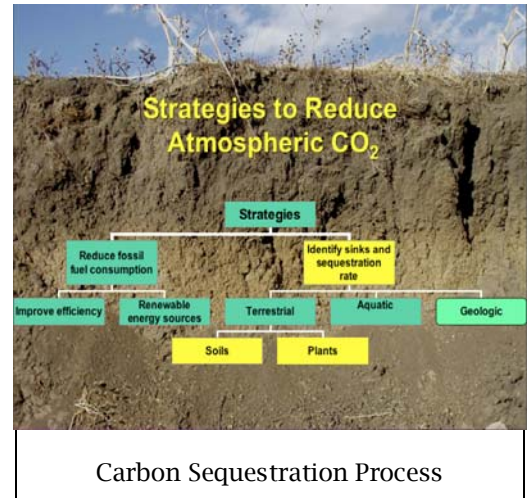 Strategies to Reduce
Atmospheric CO₂
Strategies
Reduce fossil
fuel consumption
Identify sinks and
sequestration
rate
Improve efficiency
Renewable
energy sources
Terrestrial
Aquatic
Geologic
Soils
Plants
Carbon Sequestration Process